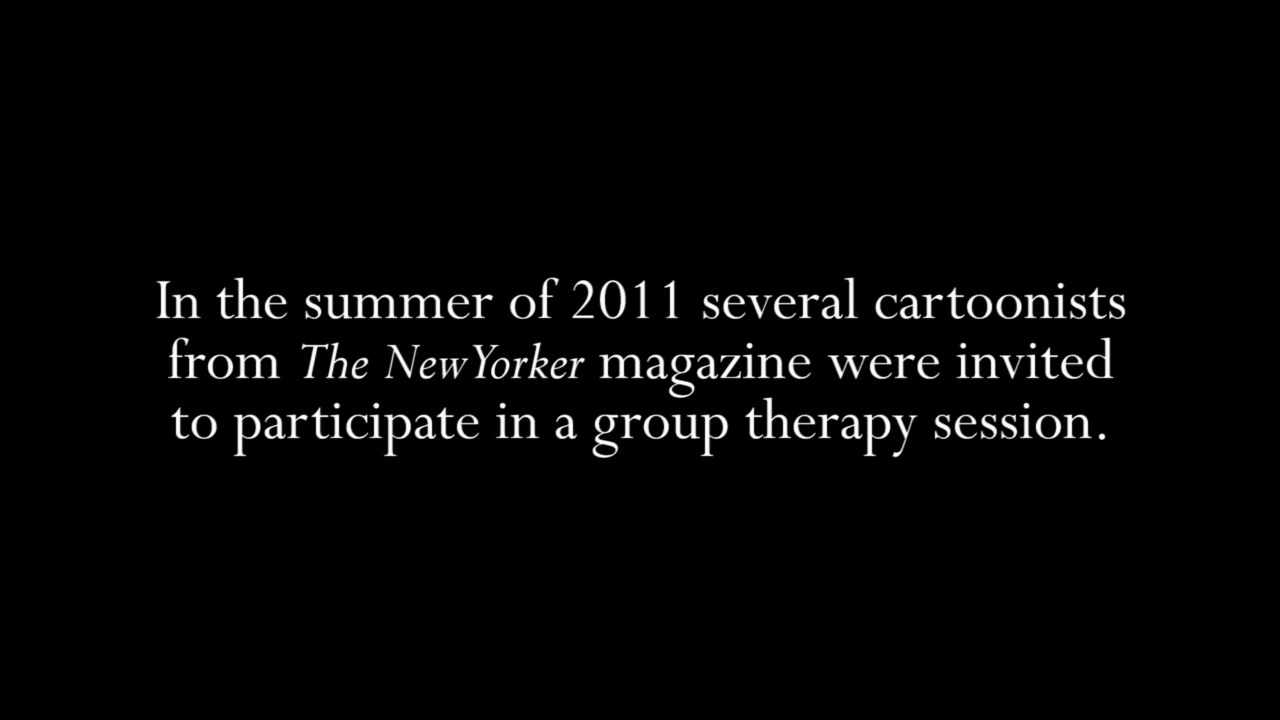 In the summer of 2011 several cartoonists
from The New Yorker magazine were invited
to participate in a group therapy session.